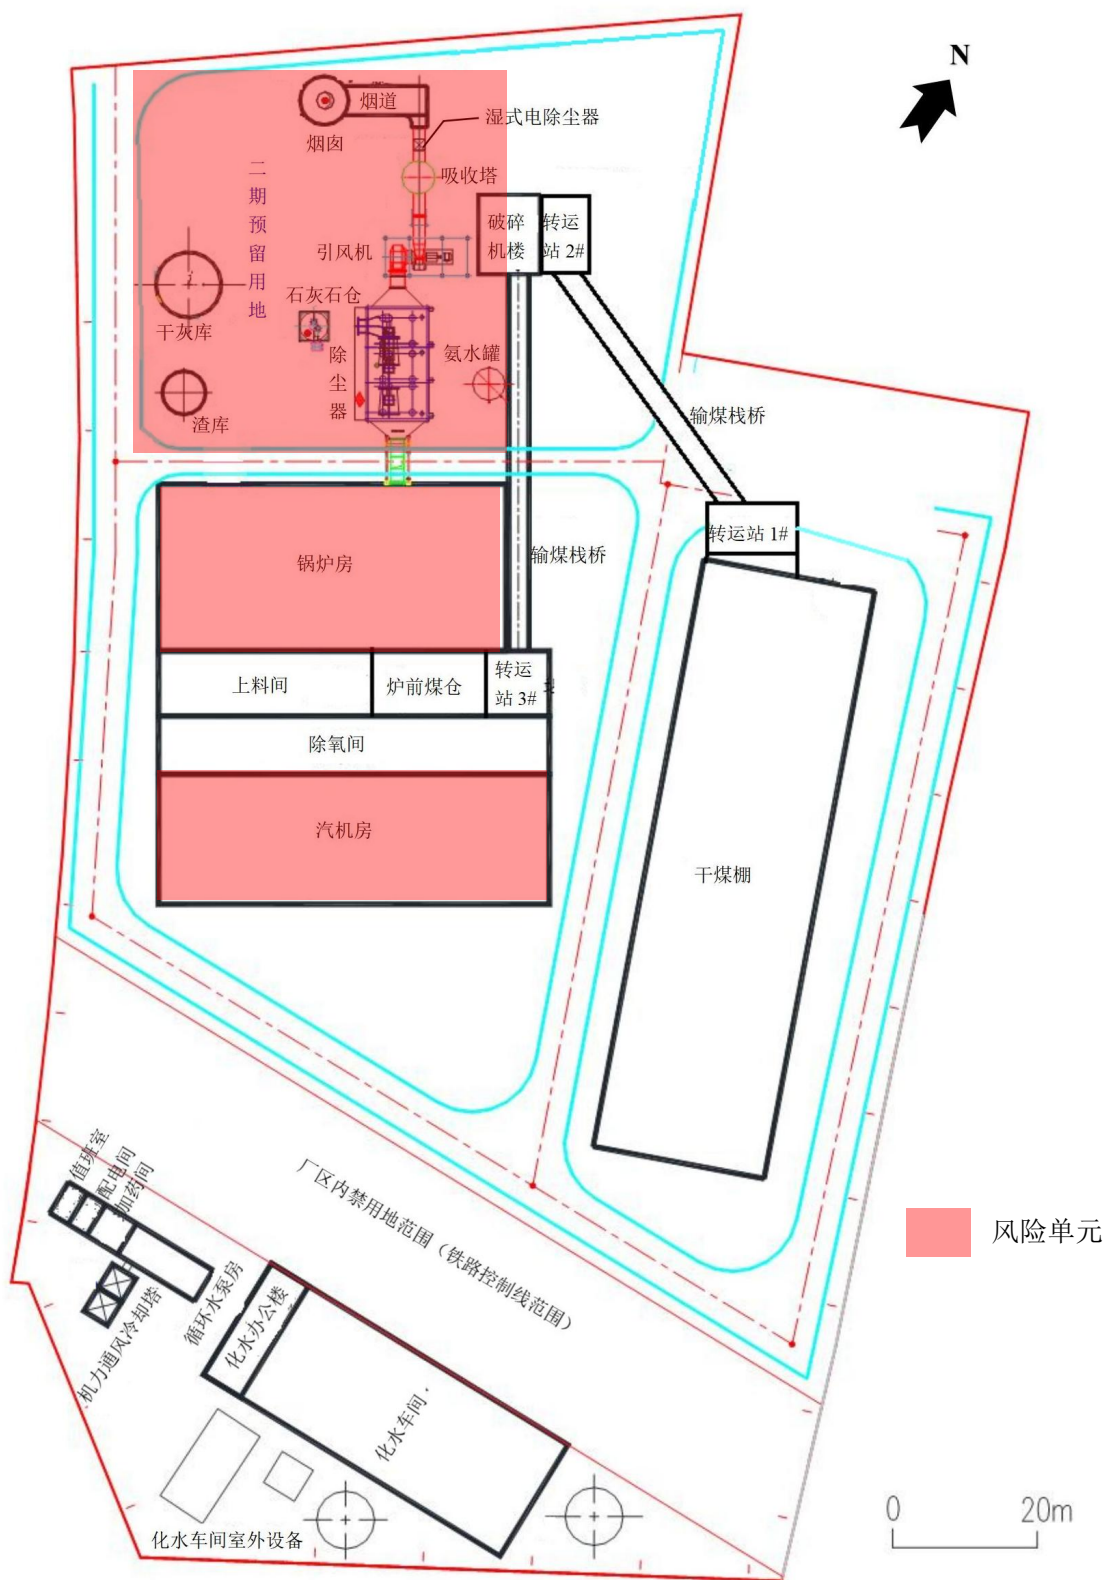 N
烟道
湿式电除尘器
烟囱
吸收塔
二期预留用地
破碎
机楼
转运
站 2#
引风机
石灰石仓
干灰库
除尘器
氨水罐
渣库
输煤栈桥
转运站 1#
锅炉房
输煤栈桥
上料间
炉前煤仓
转运
站 3#
除氧间
汽机房
干煤棚
值班室
配电间
加药间
厂区内禁用地范围（铁路控制线范围）
风险单元
循环水泵房
机力通风冷却塔
化水办公楼
化水车间
化水车间室外设备
0
20m